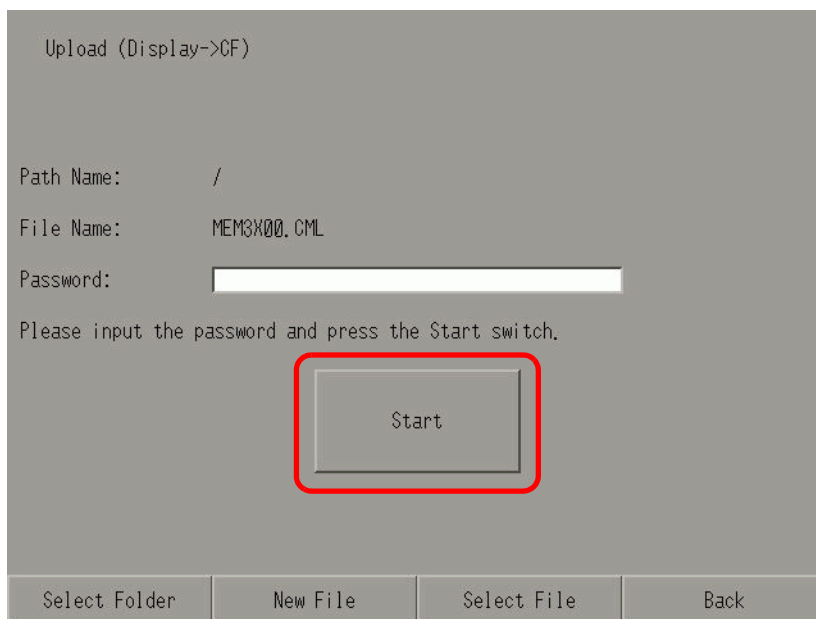 Upload (Display->CF)
Path Name: /
File Name: MEM3X00.CML
Password:
Please input the password and press the Start switch.
Start
Select Folder New File Select File Back